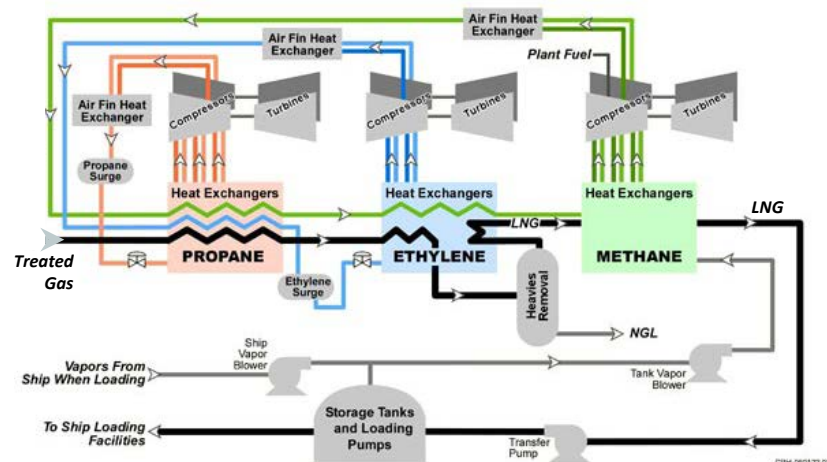 Air Fin Heat
Exchanger
Air Fin Heat
Exchanger
Plant Fuel
Air Fin Heat
Exchanger
Compressors
Turbines
Compressors
Turbines
Compressors
Turbines
Propane
Surge
Heat Exchangers
Heat Exchangers
Heat Exchangers
LNG
LNG
Treated
Gas
PROPANE
ETHYLENE
METHANE
Ethylene
Surge
Heavies
Removal
NGL
Ship
Vapor
Blower
Vapors From
Ship When Loading
Tank Vapor
Blower
Storage Tanks
and Loading
Pumps
To Ship Loading
Facilities
Transfer
Pump